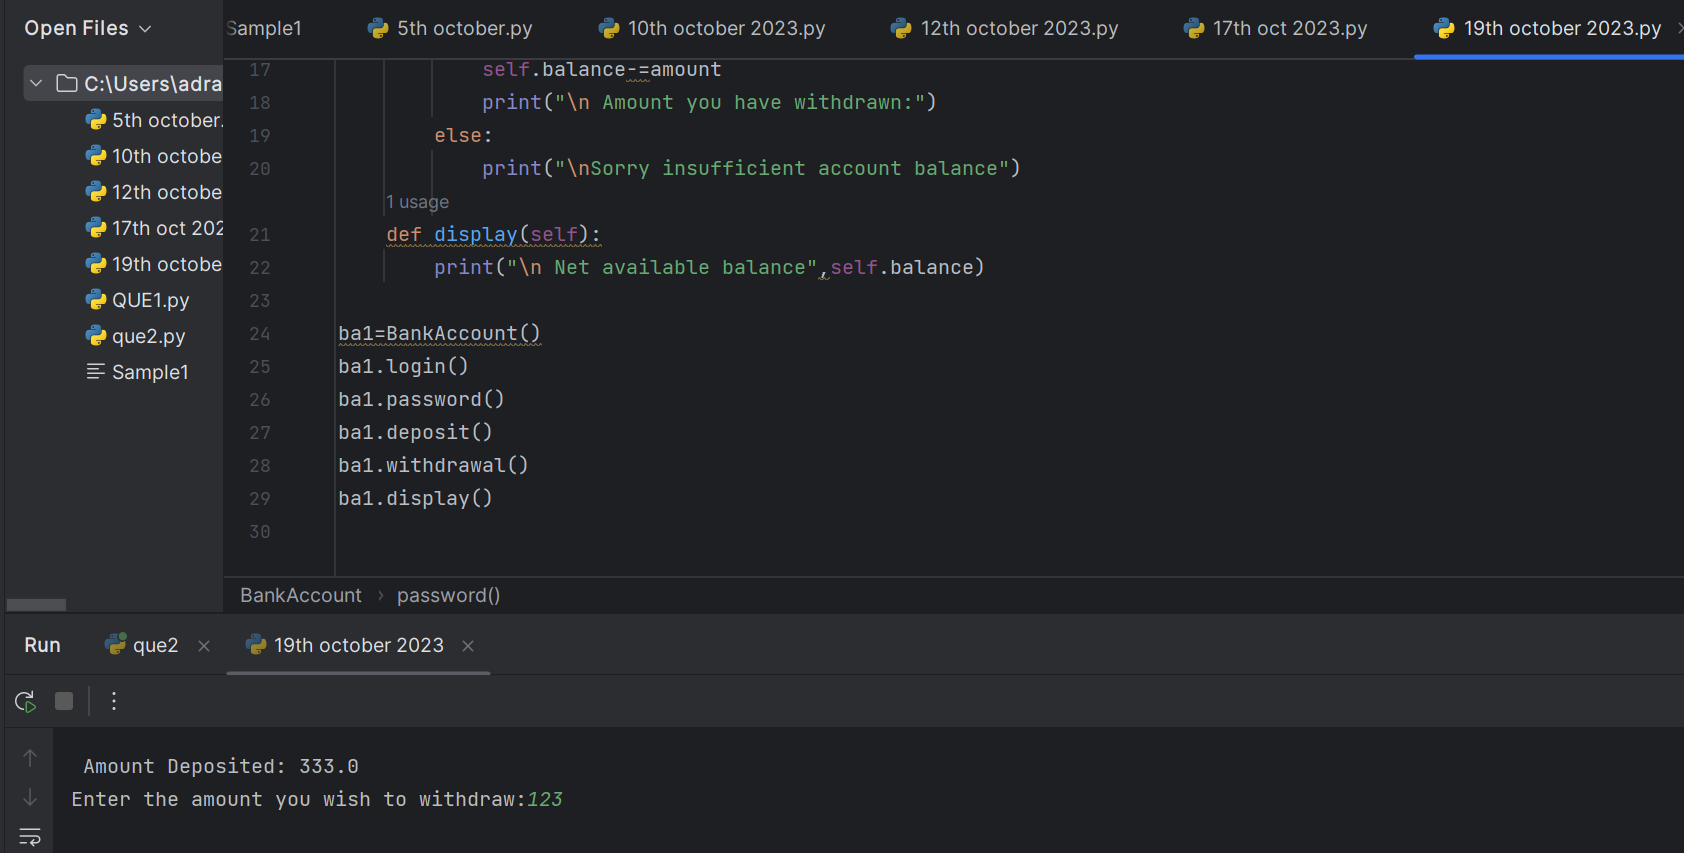 Open Files
Sample1
5th october.py
10th october 2023.py
12th october 2023.py
17th oct 2023.py
19th october 2023.py
C:\Users\adra
5th october.
10th octobe
12th octobe
17th oct 202
19th octobe
QUE1.py
que2.py
Sample1
17 self.balance-=amount
18 print("\n Amount you have withdrawn:")
19 else:
20 print("\nSorry insufficient account balance")
1 usage
21 def display(self):
22 print("\n Net available balance",self.balance)
23
24 ba1=BankAccount()
25 ba1.login()
26 ba1.password()
27 ba1.deposit()
28 ba1.withdrawal()
29 ba1.display()
30
BankAccount › password()
Run que2 19th october 2023
Amount Deposited: 333.0
Enter the amount you wish to withdraw:123